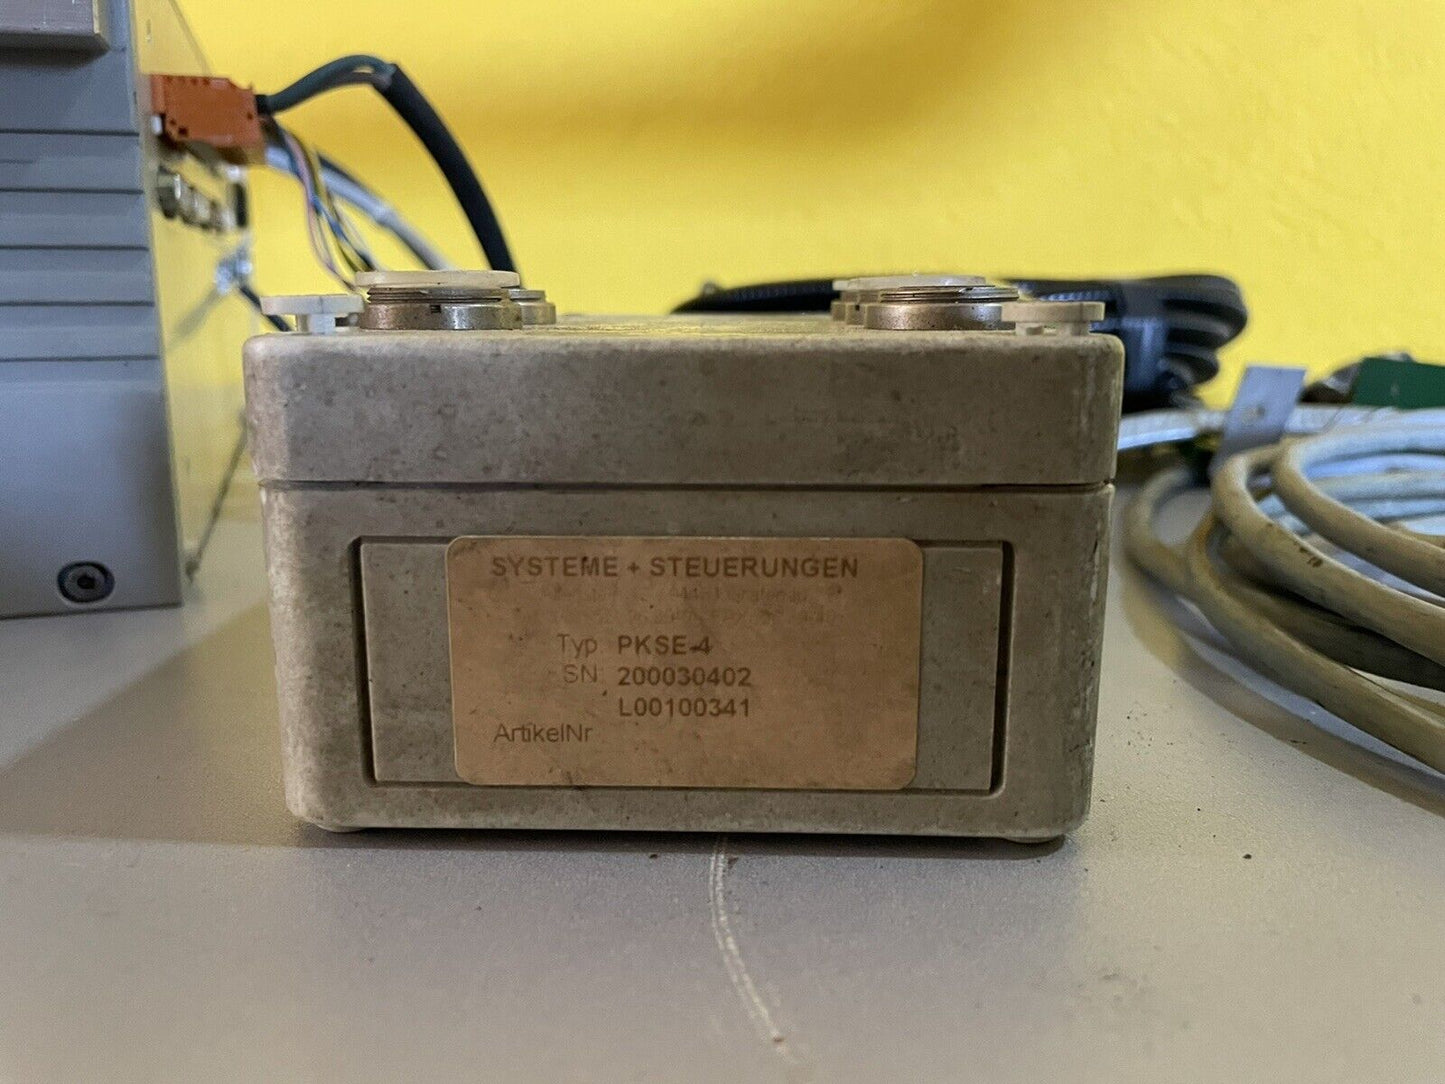 SYSTEME + STEUERUNGEN
Typ PKSE-4
SN 200030402
L00100341
ArtikelNr